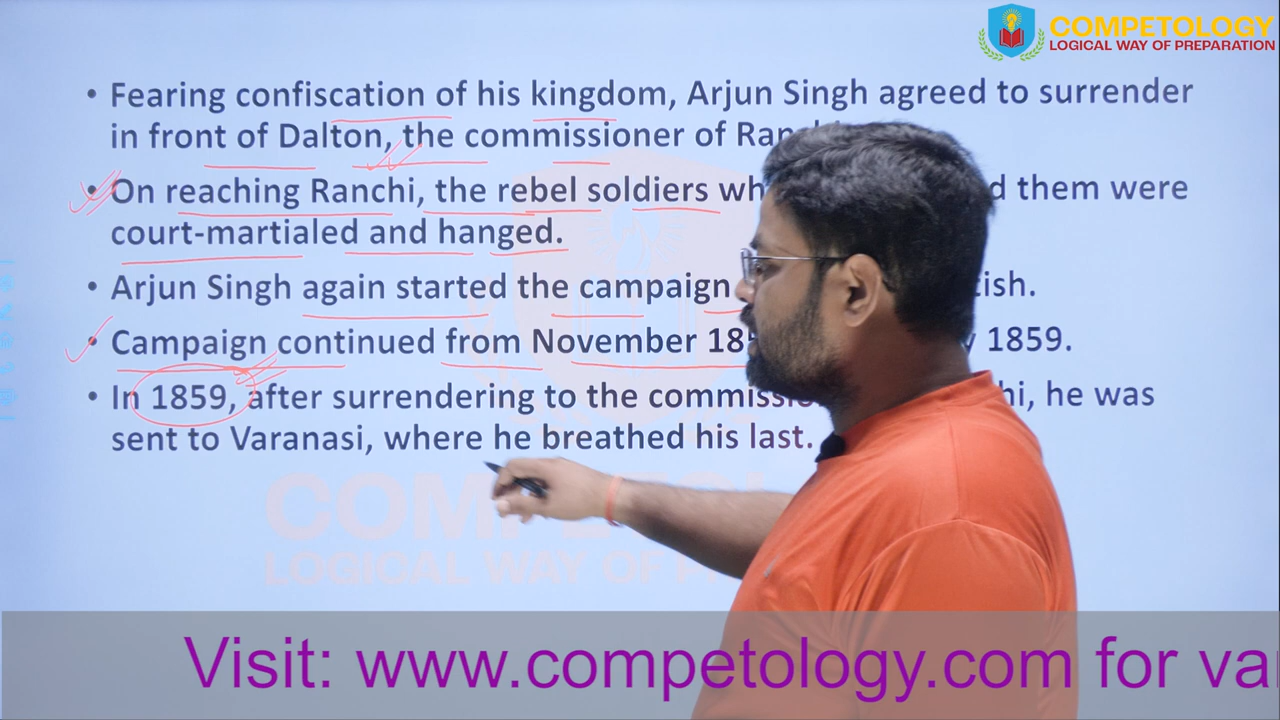 COMPETOLOGY
LOGICAL WAY OF PREPARATION
• Fearing confiscation of his kingdom, Arjun Singh agreed to surrender
in front of Dalton, the commissioner of
• On reaching Ranchi, the rebel soldiers them were
court-martialed and hanged.
• Arjun Singh again started the campaign
• Campaign continued from November 1859.
• In 1859, after surrendering to the he was
sent to Varanasi, where he breathed his last.
Visit: www.competology.com for